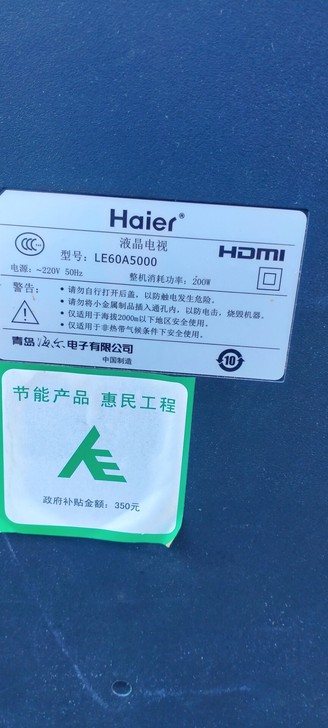 Haier®
CCC
液晶电视
HDMI
型号: LE60A5000
电源: ~220V 50Hz
整机消耗功率: 200W
警告:
• 请勿自行打开后盖, 以防触电发生危险。
• 请勿将小金属制品插入通孔内, 以防电击, 烧毁机器。
• 仅适用于海拔2000m以下地区安全使用。
• 仅适用于非热带气候条件下安全使用。
青岛海尔电子有限公司
中国制造
10
节能产品 惠民工程
政府补贴金额: 350元